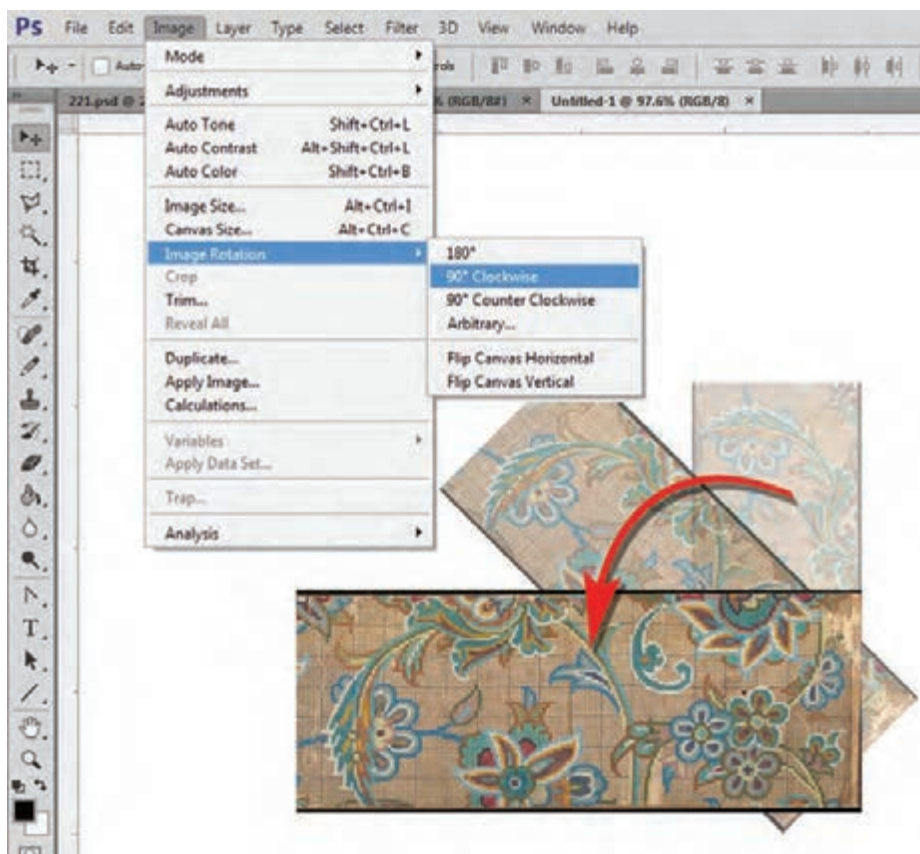 Ps File Edit Image Layer Type Select Filter 3D View Window Help
Auto-
221.psd @ (RGB/8#) × Untitled-1 @ 97.6% (RGB/8) ×
Mode
Adjustments
Auto Tone Shift+Ctrl+L
Auto Contrast Alt+Shift+Ctrl+L
Auto Color Shift+Ctrl+B
Image Size... Alt+Ctrl+I
Canvas Size... Alt+Ctrl+C
Image Rotation
180°
90° Clockwise
Crop
90° Counter Clockwise
Trim...
Arbitrary...
Reveal All
Flip Canvas Horizontal
Flip Canvas Vertical
Duplicate...
Apply Image...
Calculations...
Variables
Apply Data Set...
Trap...
Analysis
T